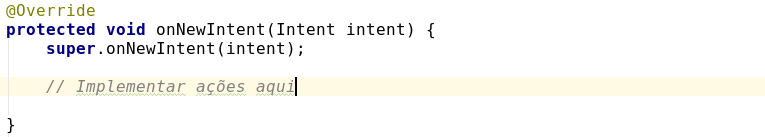 @Override
protected void onNewIntent(Intent intent) {
    super.onNewIntent(intent);
    // Implementar ações aqui
}